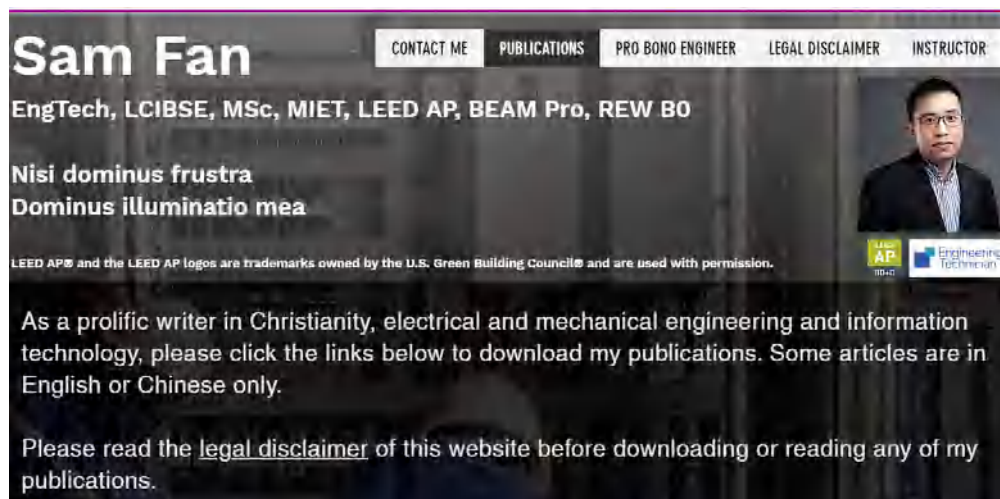 Sam Fan
CONTACT ME
PUBLICATIONS
PRO BONO ENGINEER
LEGAL DISCLAIMER
INSTRUCTOR
EngTech, LCIBSE, MSc, MIET, LEED AP, BEAM Pro, REW B0
Nisi dominus frustra
Dominus illuminatio mea
LEED AP® and the LEED AP logos are trademarks owned by the U.S. Green Building Council® and are used with permission.
AP
Engineering
Technician
As a prolific writer in Christianity, electrical and mechanical engineering and information
technology, please click the links below to download my publications. Some articles are in
English or Chinese only.
Please read the legal disclaimer of this website before downloading or reading any of my
publications.